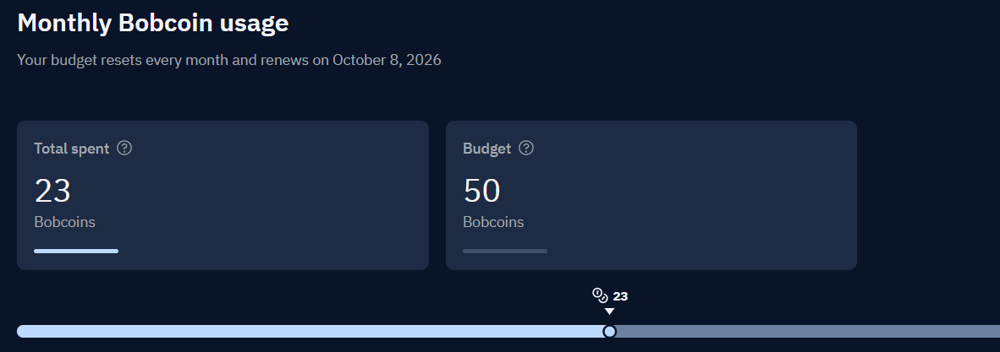 Monthly Bobcoin usage
Your budget resets every month and renews on October 8, 2026
Total spent ?
23
Bobcoins
Budget ?
50
Bobcoins
23